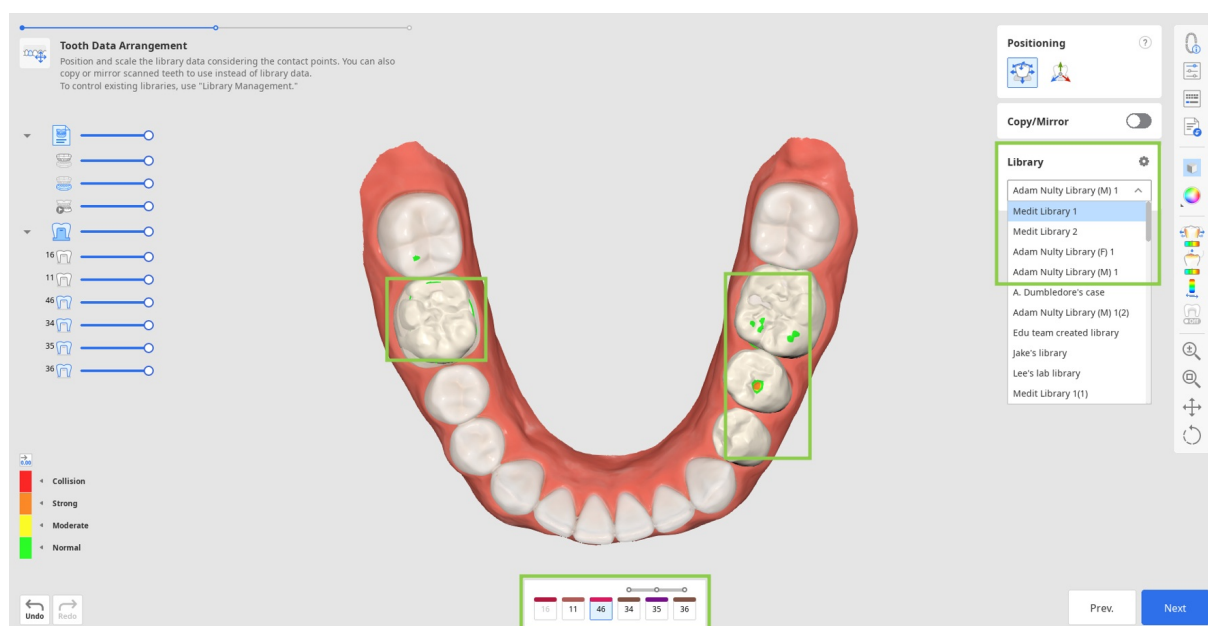 Tooth Data Arrangement
Position and scale the library data considering the contact points. You can also
copy or mirror scanned teeth to use instead of library data.
To control existing libraries, use "Library Management."
16
11
46
34
35
36
0.00
Collision
Strong
Moderate
Normal
Undo
Redo
16
11
46
34
35
36
Positioning
?
Copy/Mirror
Library
Adam Nulty Library (M) 1
Medit Library 1
Medit Library 2
Adam Nulty Library (F) 1
Adam Nulty Library (M) 1
A. Dumbledore's case
Adam Nulty Library (M) 1(2)
Edu team created library
Jake's library
Lee's lab library
Medit Library 1(1)
Prev.
Next